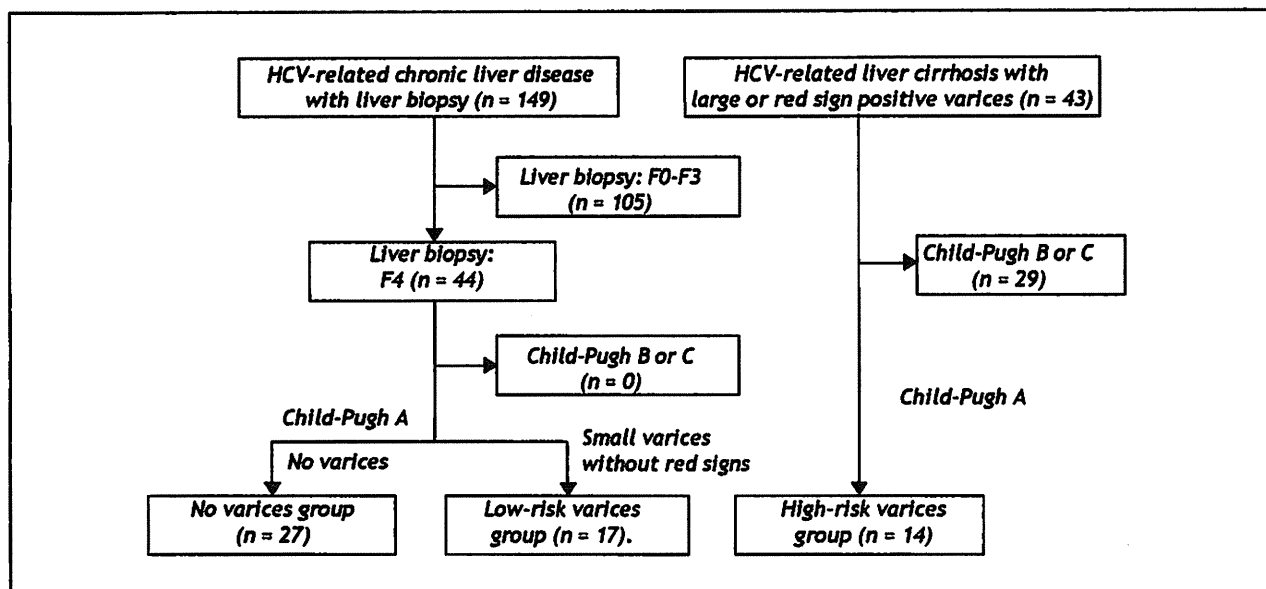 HCV-related chronic liver disease
with liver biopsy (n = 149)
HCV-related liver cirrhosis with
large or red sign positive varices (n = 43)
Liver biopsy: F0-F3
(n = 105)
Liver biopsy:
F4 (n = 44)
Child-Pugh B or C
(n = 29)
Child-Pugh B or C
(n = 0)
Child-Pugh A
Child-Pugh A
No varices
Small varices
without red signs
No varices group
(n = 27)
Low-risk varices
group (n = 17).
High-risk varices
group (n = 14)